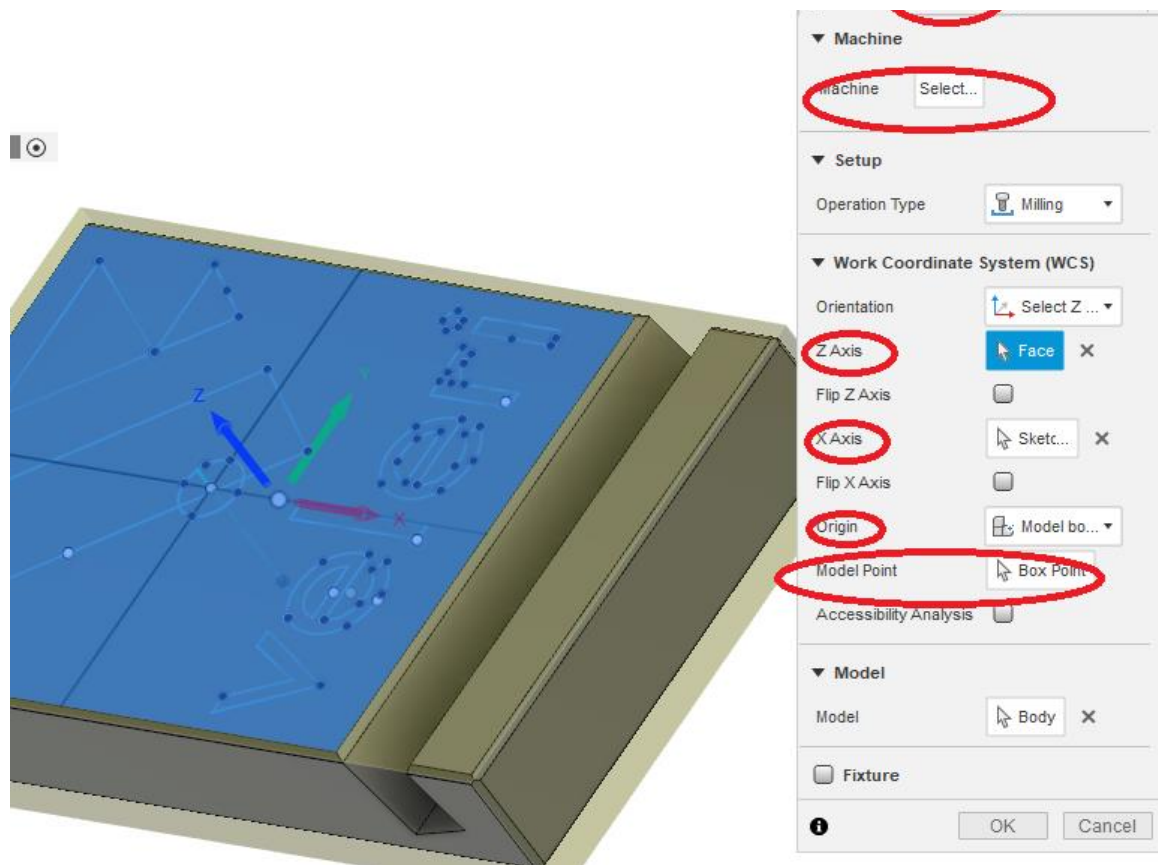 Machine
Machine Select...
Setup
Operation Type Milling
Work Coordinate System (WCS)
Orientation Select Z ...
Z Axis Face
Flip Z Axis
X Axis Sketc...
Flip X Axis
Origin Model bo...
Model Point Box Point
Accessibility Analysis
Model
Model Body
Fixture
OK Cancel
Z
Y
X